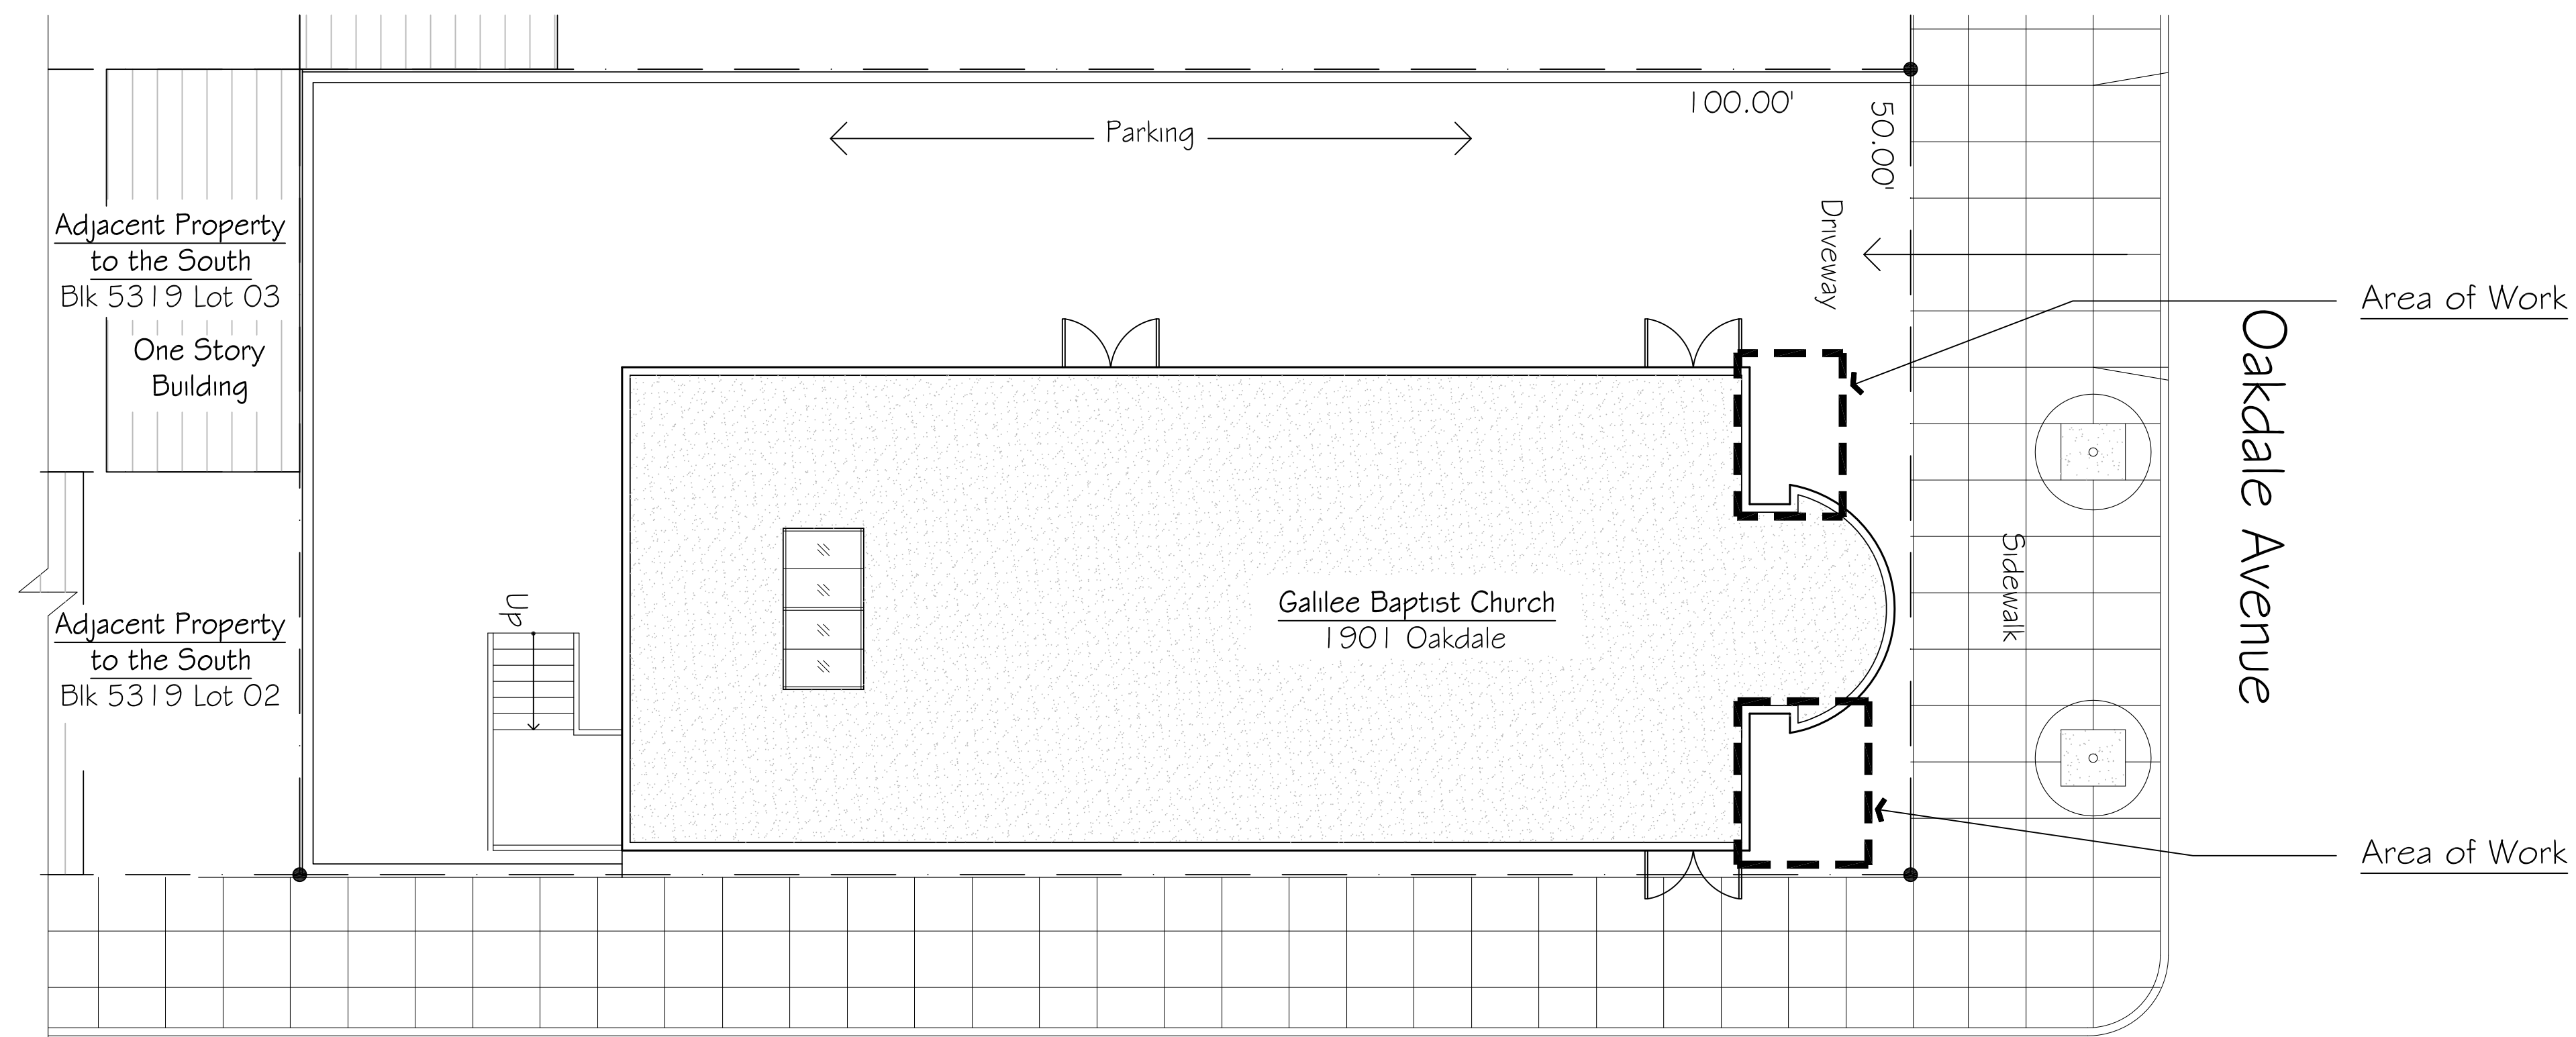 100.00'
50.00'
Parking
Driveway
Adjacent Property
to the South
Blk 5319 Lot 03
One Story
Building
Area of Work
Oakdale Avenue
Sidewalk
Galilee Baptist Church
1901 Oakdale
Up
Adjacent Property
to the South
Blk 5319 Lot 02
Area of Work